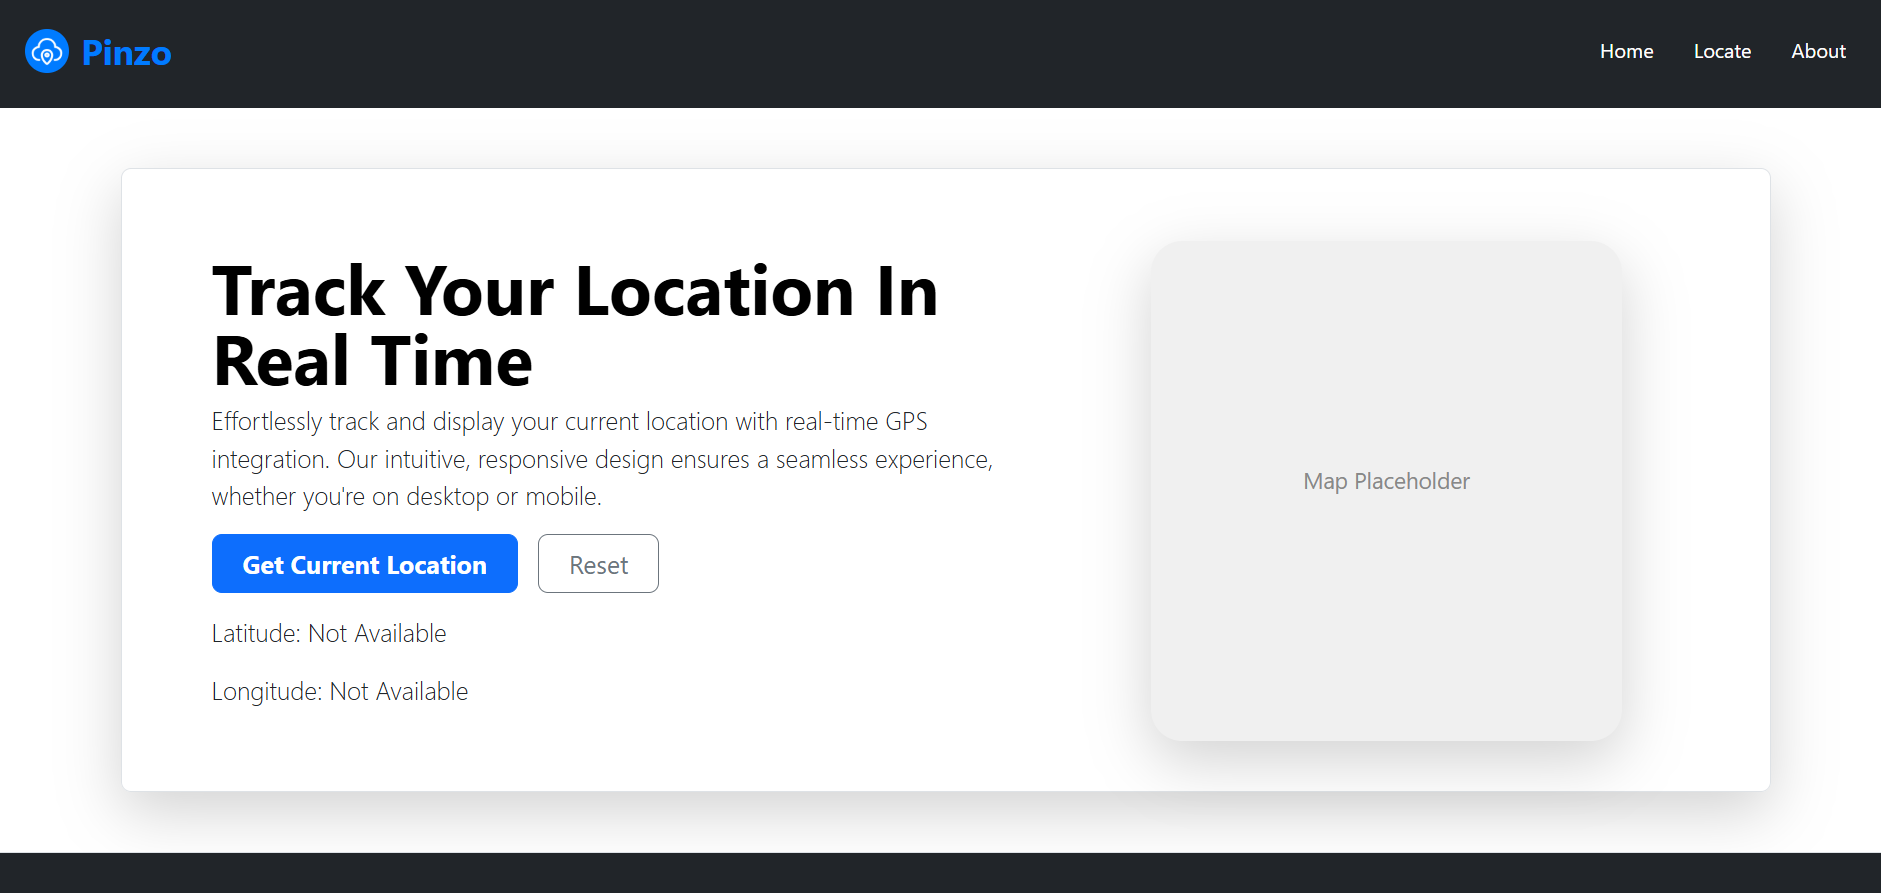 Pinzo
Home
Locate
About
Track Your Location In
Real Time
Effortlessly track and display your current location with real-time GPS
integration. Our intuitive, responsive design ensures a seamless experience,
whether you're on desktop or mobile.
Get Current Location
Reset
Latitude: Not Available
Longitude: Not Available
Map Placeholder